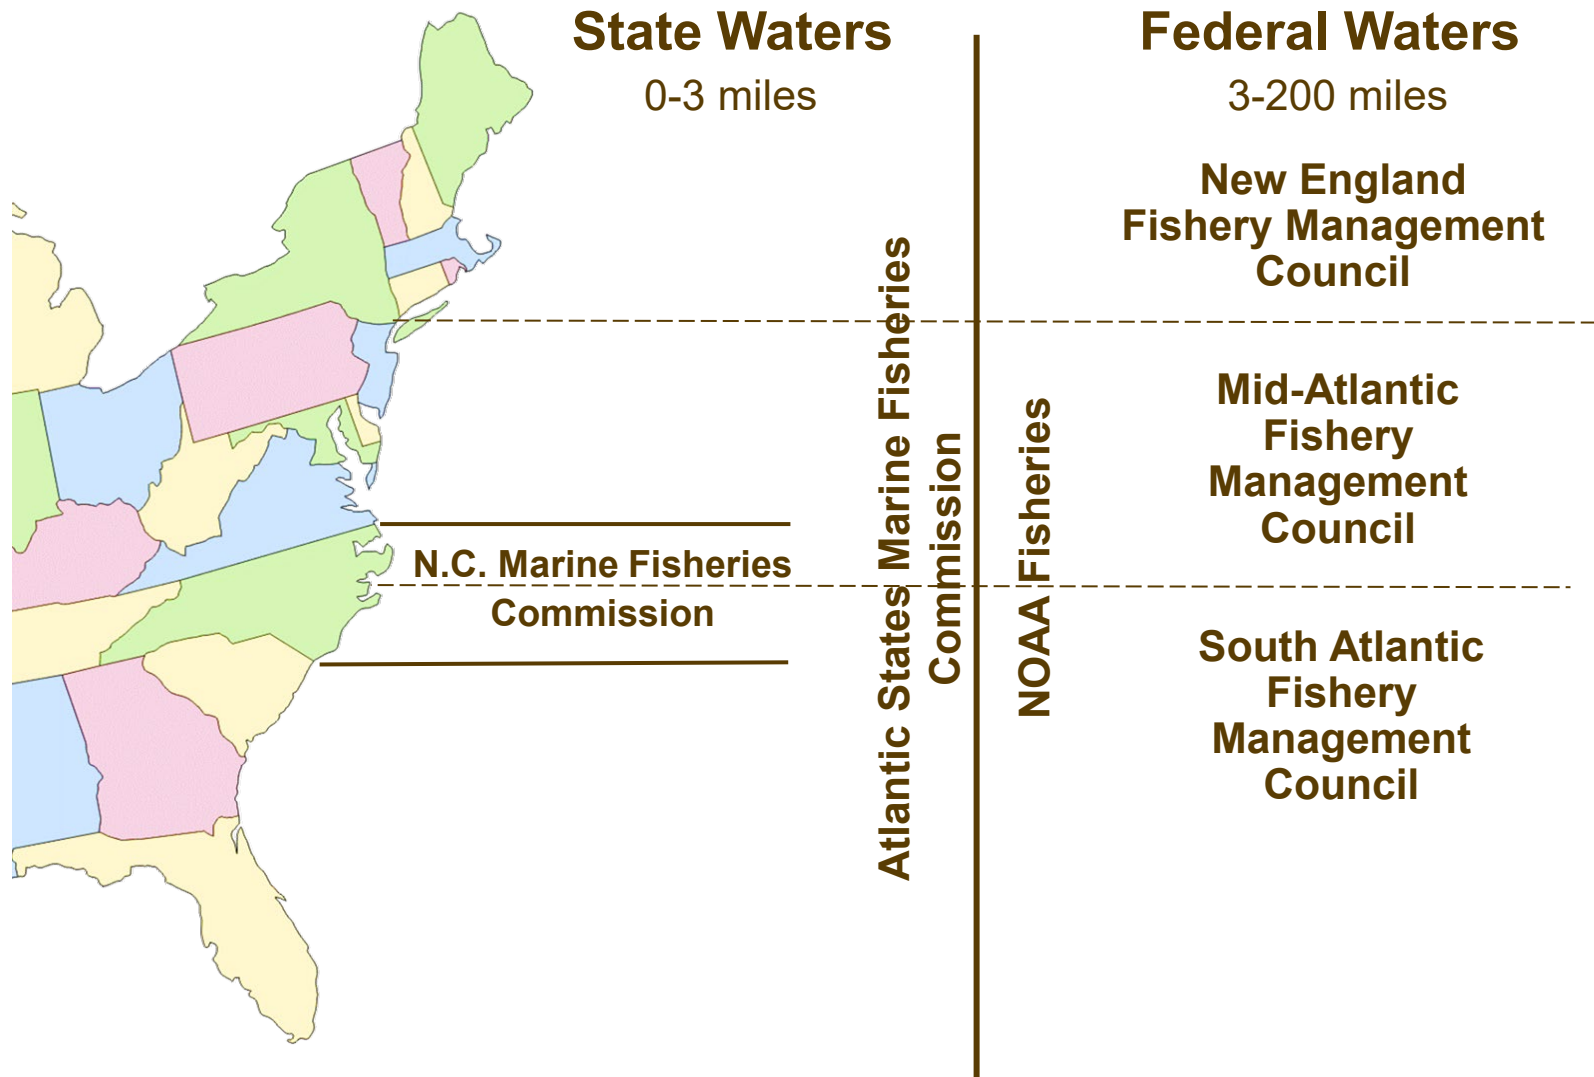 State Waters
0-3 miles
N.C. Marine Fisheries
Commission
Atlantic States Marine Fisheries
Commission
NOAA Fisheries
Federal Waters
3-200 miles
New England
Fishery Management
Council
Mid-Atlantic
Fishery
Management
Council
South Atlantic
Fishery
Management
Council